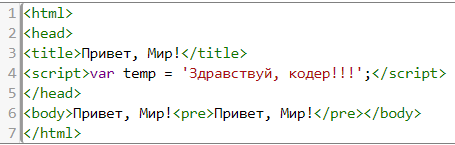 1 <html>
2 <head>
3 <title>Привет, Мир!</title>
4 <script>var temp = 'Здравствуй, кодер!!!';</script>
5 </head>
6 <body>Привет, Мир!<pre>Привет, Мир!</pre></body>
7 </html>